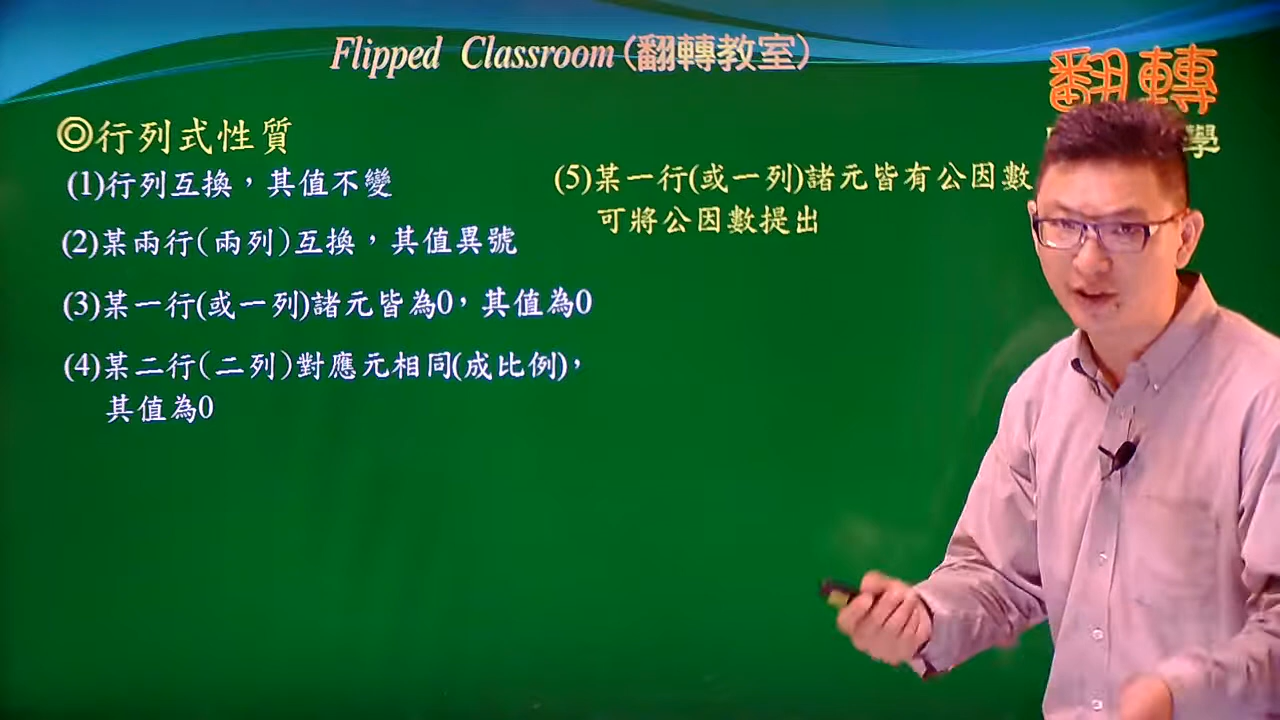 Flipped Classroom(翻轉教室)
翻轉
學
◎行列式性質
(1)行列互換，其值不變
(2)某兩行(兩列)互換，其值異號
(3)某一行(或一列)諸元皆為0，其值為0
(4)某二行(二列)對應元相同(成比例)，
其值為0
(5)某一行(或一列)諸元皆有公因數
可將公因數提出